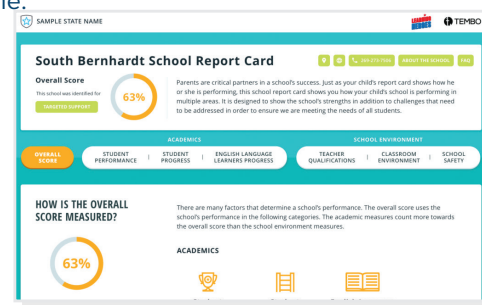 ne.
SAMPLE STATE NAME
LEARNING HEROES
TEMBO
South Bernhardt School Report Card
ABOUT THE SCHOOL
FAQ
Overall Score
This school was identified for
TARGETED SUPPORT
63%
Parents are critical partners in a school's success. Just as your child's report card shows how he
or she is performing, this school report card shows you how your child's school is performing in
multiple areas. It is designed to show the school's strengths in addition to challenges that need
to be addressed in order to ensure we are meeting the needs of all students.
ACADEMICS
SCHOOL ENVIRONMENT
OVERALL SCORE
STUDENT PERFORMANCE
STUDENT PROGRESS
ENGLISH LANGUAGE LEARNERS PROGRESS
TEACHER QUALIFICATIONS
CLASSROOM ENVIRONMENT
SCHOOL SAFETY
HOW IS THE OVERALL
SCORE MEASURED?
63%
There are many factors that determine a school's performance. The overall score uses the
school's performance in the following categories. The academic measures count more towards
the overall score than the school environment measures.
ACADEMICS